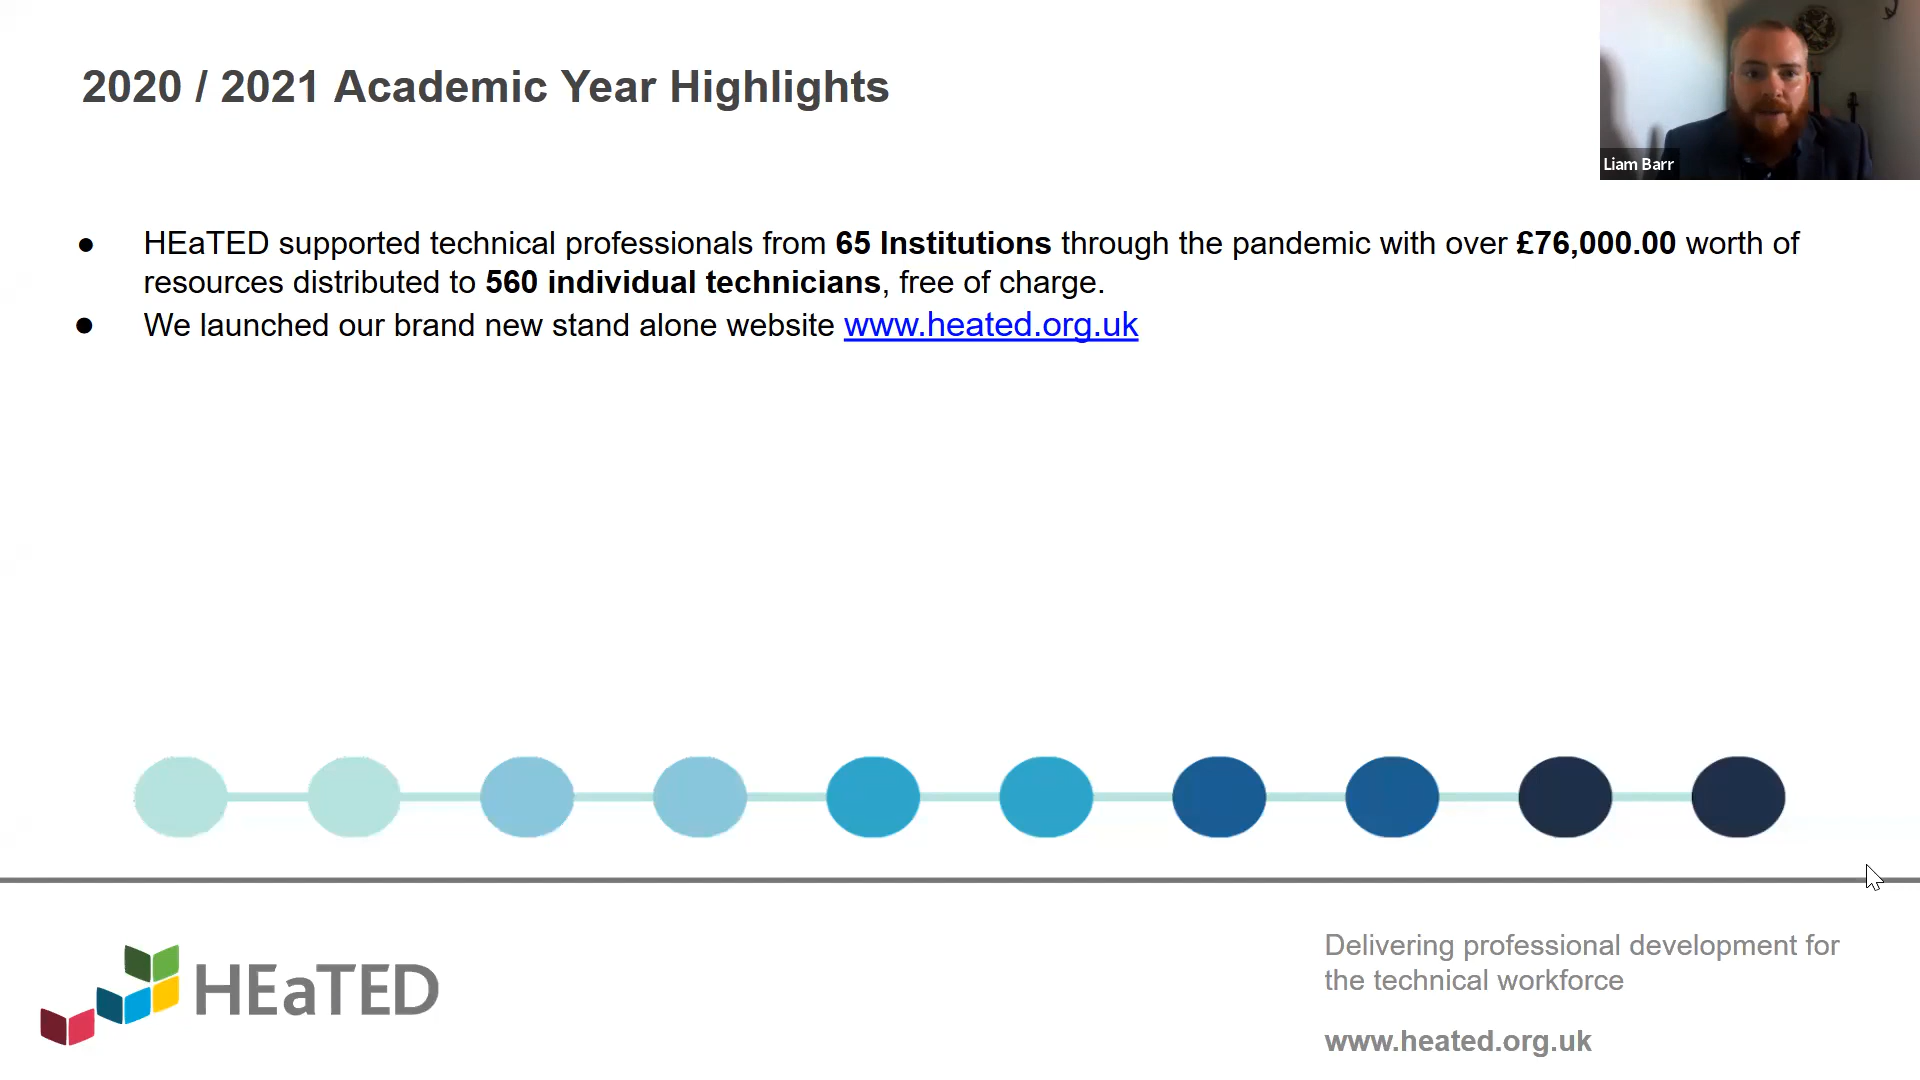 2020 / 2021 Academic Year Highlights
Liam Barr
● HEaTED supported technical professionals from 65 Institutions through the pandemic with over £76,000.00 worth of
resources distributed to 560 individual technicians, free of charge.
● We launched our brand new stand alone website www.heated.org.uk
HEaTED
Delivering professional development for
the technical workforce
www.heated.org.uk